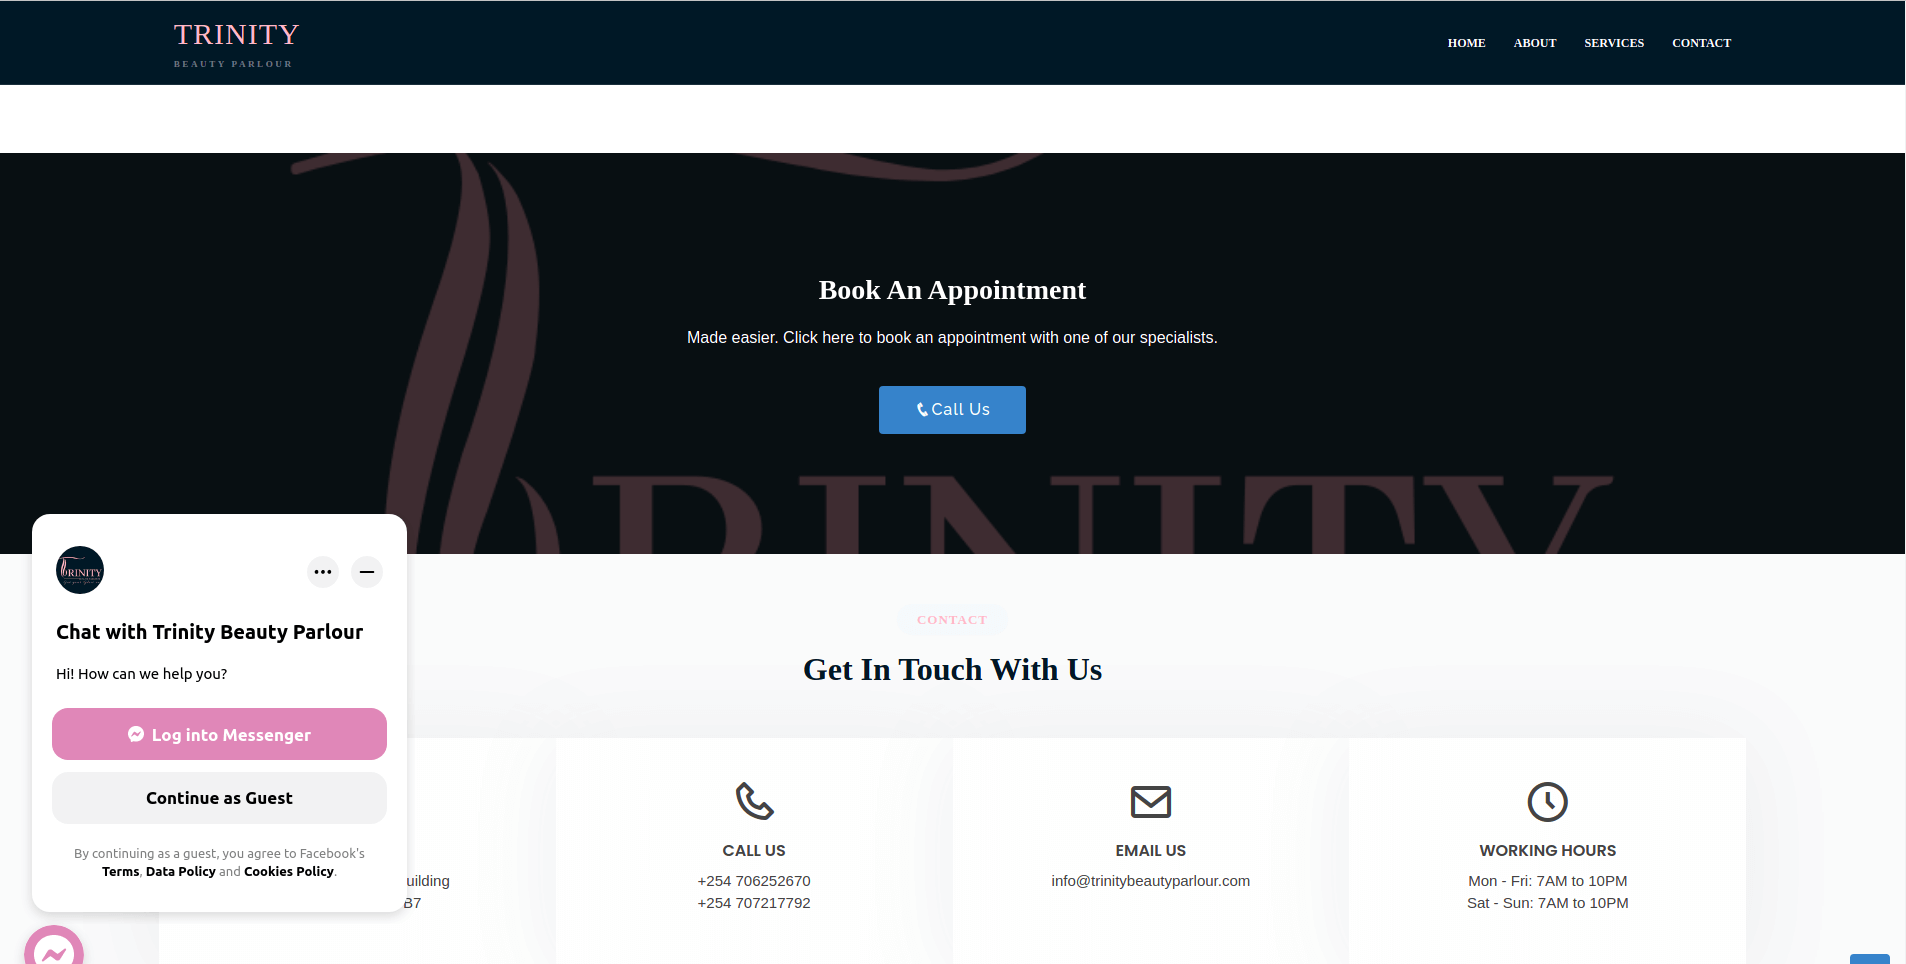 TRINITY
BEAUTY PARLOUR
HOME ABOUT SERVICES CONTACT
Book An Appointment
Made easier. Click here to book an appointment with one of our specialists.
Call Us
RINITY
RINITY
Chat with Trinity Beauty Parlour
Hi! How can we help you?
Log into Messenger
Continue as Guest
By continuing as a guest, you agree to Facebook's
Terms, Data Policy and Cookies Policy.
CONTACT
Get In Touch With Us
uilding
B7
CALL US
+254 706252670
+254 707217792
EMAIL US
info@trinitybeautyparlour.com
WORKING HOURS
Mon - Fri: 7AM to 10PM
Sat - Sun: 7AM to 10PM